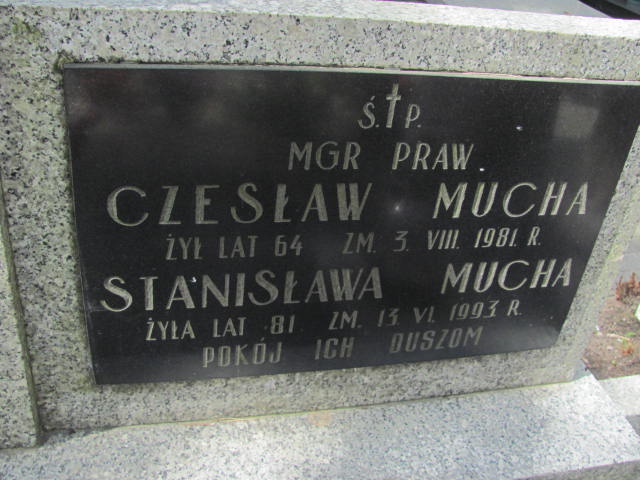 Ś.†P.
MGR PRAW.
CZESŁAW MUCHA
ŻYŁ LAT 64 ZM. 3. VIII. 1981. R.
STANISŁAWA MUCHA
ŻYŁA LAT 81 ZM. 13. VI. 1993 R.
POKÓJ ICH DUSZOM